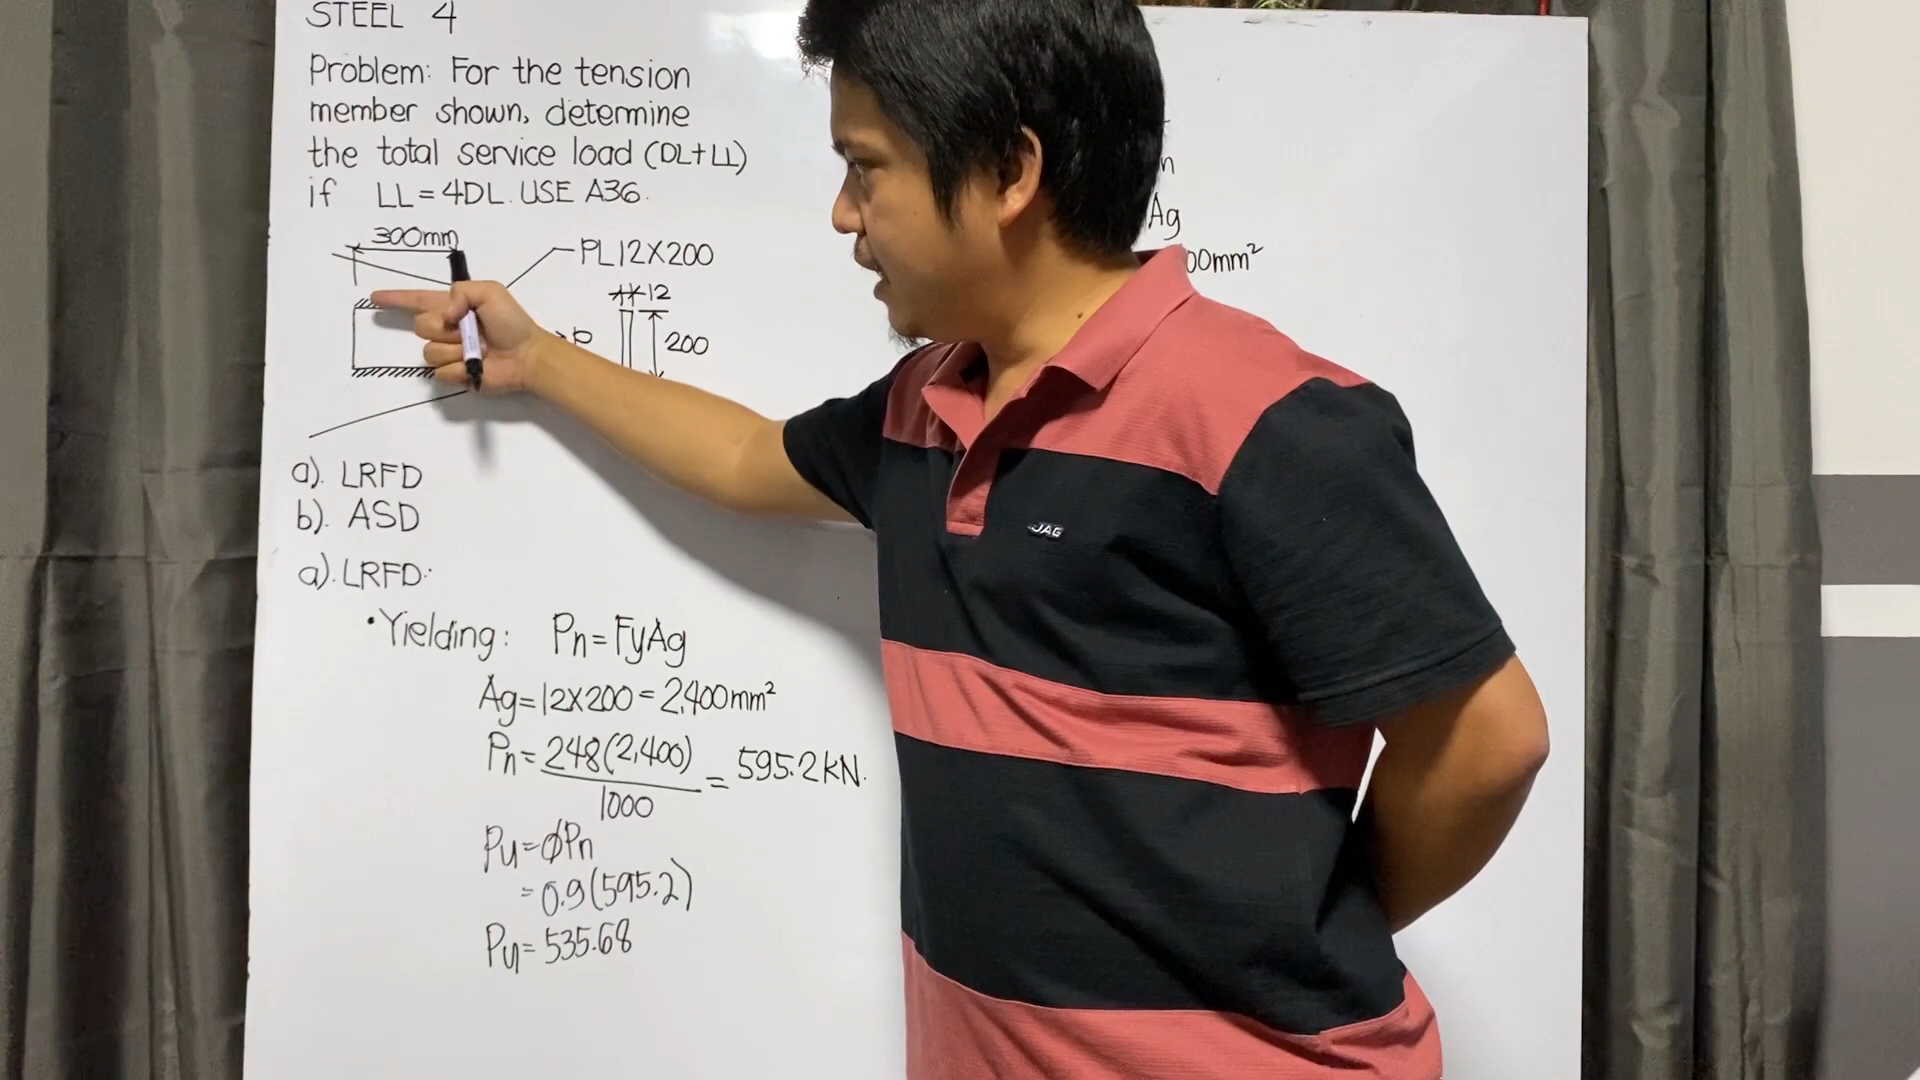 STEEL 4
Problem: For the tension
member shown, determine
the total service load (DL+LL)
if LL = 4DL. USE A36.
300mm
PL12X200
12
P
200
a). LRFD
b). ASD
a). LRFD:
• Yielding: Pn = FyAg
Ag = 12X200 = 2,400mm²
Pn = 248(2,400)
1000
= 595.2kN.
Pu = ØPn
= 0.9(595.2)
Pu = 535.68
n
Ag
00mm²
JAG